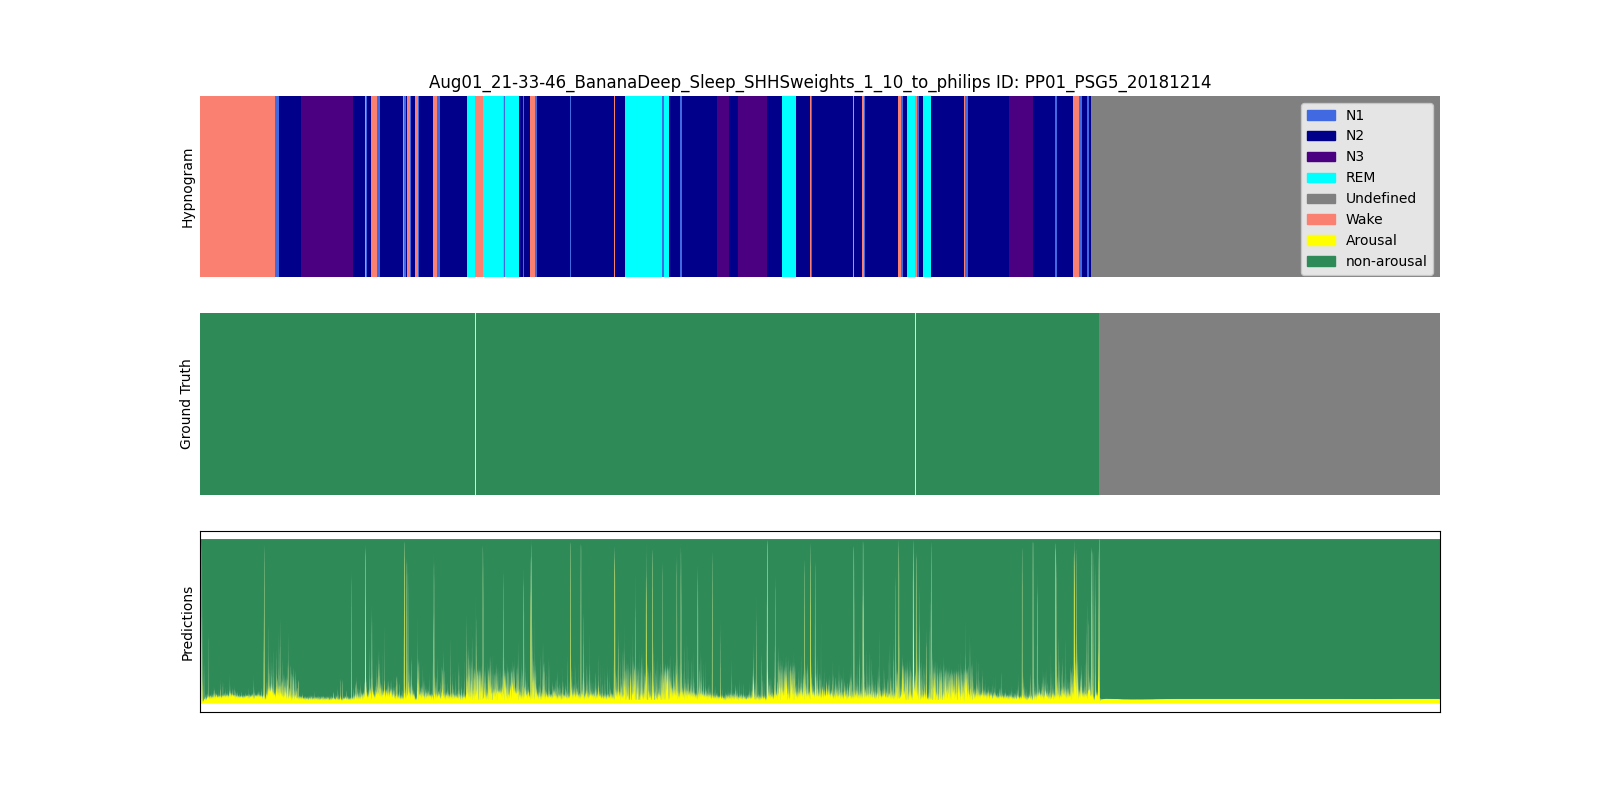 Aug01_21-33-46_BananaDeep_Sleep_SHHSweights_1_10_to_philips ID: PP01_PSG5_20181214
Hypnogram
N1
N2
N3
REM
Undefined
Wake
Arousal
non-arousal
Ground Truth
Predictions